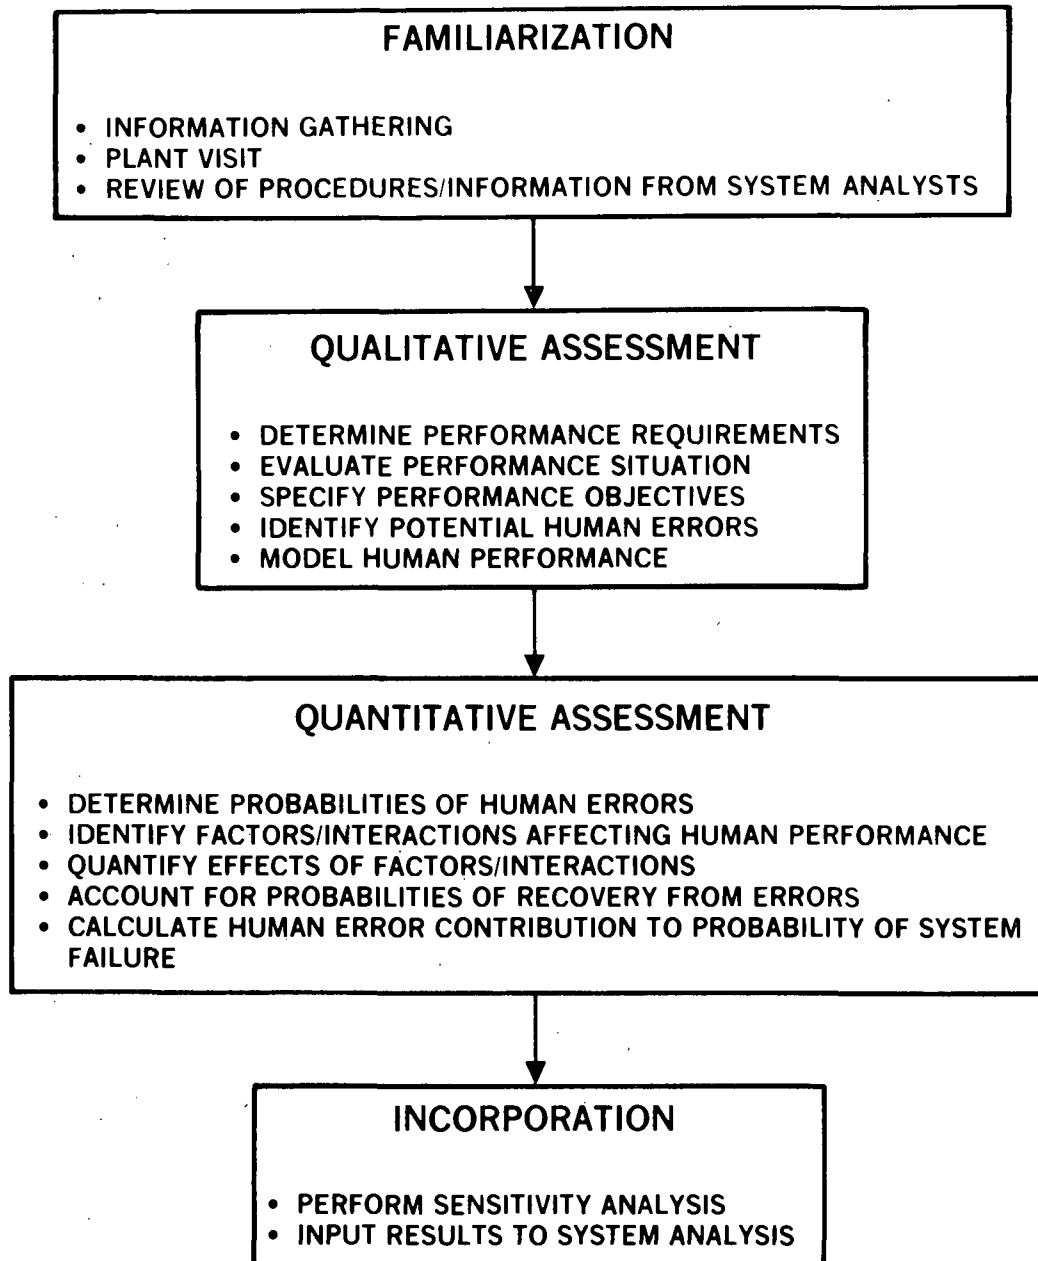 FAMILIARIZATION
• INFORMATION GATHERING
• PLANT VISIT
• REVIEW OF PROCEDURES/INFORMATION FROM SYSTEM ANALYSTS
QUALITATIVE ASSESSMENT
• DETERMINE PERFORMANCE REQUIREMENTS
• EVALUATE PERFORMANCE SITUATION
• SPECIFY PERFORMANCE OBJECTIVES
• IDENTIFY POTENTIAL HUMAN ERRORS
• MODEL HUMAN PERFORMANCE
QUANTITATIVE ASSESSMENT
• DETERMINE PROBABILITIES OF HUMAN ERRORS
• IDENTIFY FACTORS/INTERACTIONS AFFECTING HUMAN PERFORMANCE
• QUANTIFY EFFECTS OF FACTORS/INTERACTIONS
• ACCOUNT FOR PROBABILITIES OF RECOVERY FROM ERRORS
• CALCULATE HUMAN ERROR CONTRIBUTION TO PROBABILITY OF SYSTEM
FAILURE
INCORPORATION
• PERFORM SENSITIVITY ANALYSIS
• INPUT RESULTS TO SYSTEM ANALYSIS